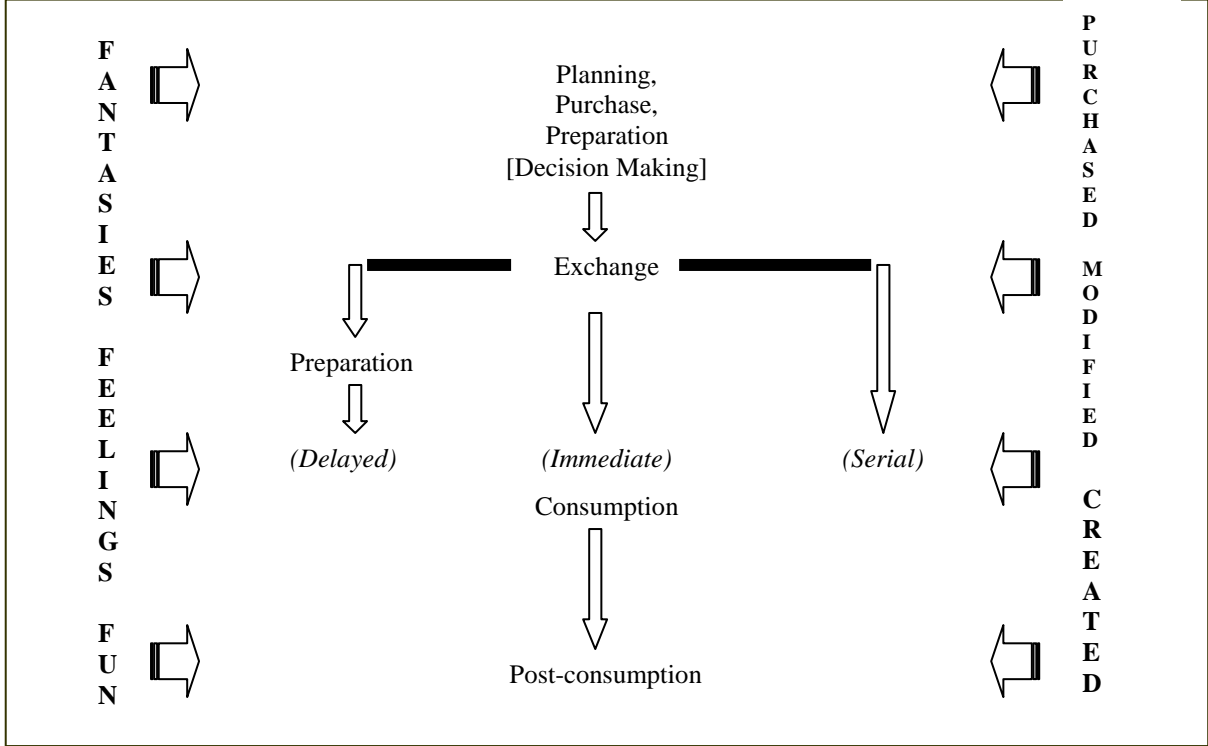 FANTASIES FEELINGS FUN
Planning,
Purchase,
Preparation
[Decision Making]
Exchange
Preparation
(Delayed) (Immediate) (Serial)
Consumption
Post-consumption
PURCHASED MODIFIED CREATED